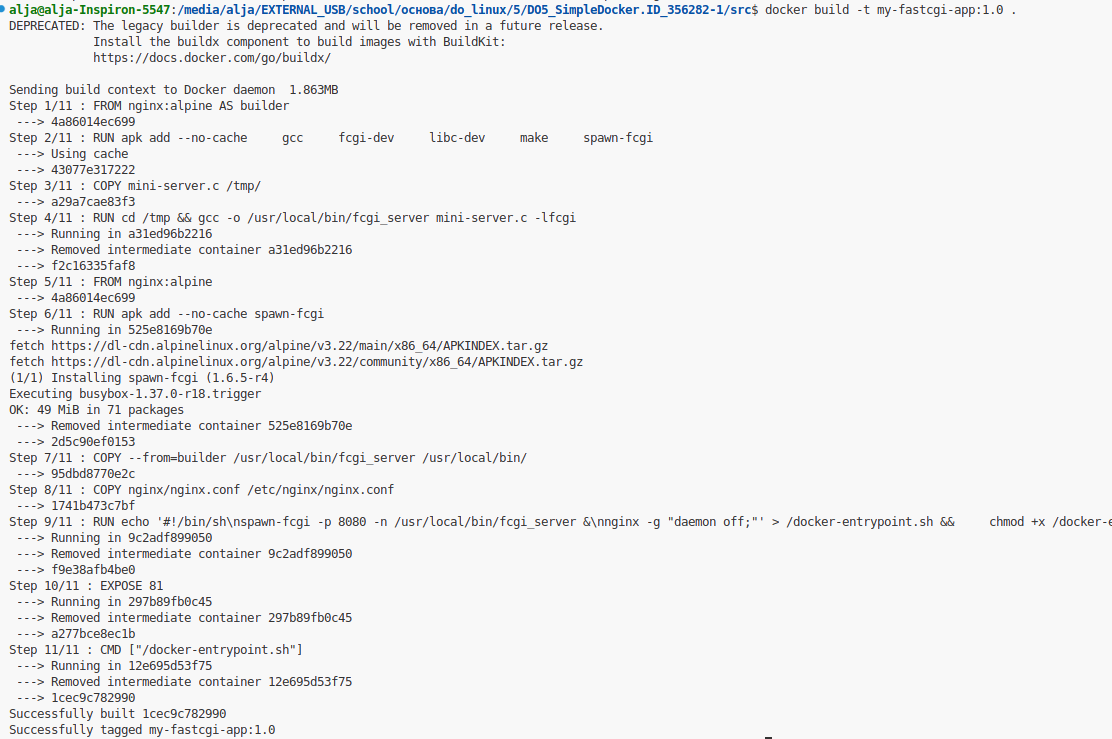 alja@alja-Inspiron-5547:/media/alja/EXTERNAL_USB/school/основа/do_linux/5/DO5_SimpleDocker.ID_356282-1/src$ docker build -t my-fastcgi-app:1.0 .
DEPRECATED: The legacy builder is deprecated and will be removed in a future release.
            Install the buildx component to build images with BuildKit:
            https://docs.docker.com/go/buildx/

Sending build context to Docker daemon  1.863MB
Step 1/11 : FROM nginx:alpine AS builder
 ---> 4a86014ec699
Step 2/11 : RUN apk add --no-cache     gcc     fcgi-dev     libc-dev     make     spawn-fcgi
 ---> Using cache
 ---> 43077e317222
Step 3/11 : COPY mini-server.c /tmp/
 ---> a29a7cae83f3
Step 4/11 : RUN cd /tmp && gcc -o /usr/local/bin/fcgi_server mini-server.c -lfcgi
 ---> Running in a31ed96b2216
 ---> Removed intermediate container a31ed96b2216
 ---> f2c16335faf8
Step 5/11 : FROM nginx:alpine
 ---> 4a86014ec699
Step 6/11 : RUN apk add --no-cache spawn-fcgi
 ---> Running in 525e8169b70e
fetch https://dl-cdn.alpinelinux.org/alpine/v3.22/main/x86_64/APKINDEX.tar.gz
fetch https://dl-cdn.alpinelinux.org/alpine/v3.22/community/x86_64/APKINDEX.tar.gz
(1/1) Installing spawn-fcgi (1.6.5-r4)
Executing busybox-1.37.0-r18.trigger
OK: 49 MiB in 71 packages
 ---> Removed intermediate container 525e8169b70e
 ---> 2d5c90ef0153
Step 7/11 : COPY --from=builder /usr/local/bin/fcgi_server /usr/local/bin/
 ---> 95dbd8770e2c
Step 8/11 : COPY nginx/nginx.conf /etc/nginx/nginx.conf
 ---> 1741b473c7bf
Step 9/11 : RUN echo '#!/bin/sh\nspawn-fcgi -p 8080 -n /usr/local/bin/fcgi_server &\nnginx -g "daemon off;"' > /docker-entrypoint.sh &&     chmod +x /docker-e
 ---> Running in 9c2adf899050
 ---> Removed intermediate container 9c2adf899050
 ---> f9e38afb4be0
Step 10/11 : EXPOSE 81
 ---> Running in 297b89fb0c45
 ---> Removed intermediate container 297b89fb0c45
 ---> a277bce8ec1b
Step 11/11 : CMD ["/docker-entrypoint.sh"]
 ---> Running in 12e695d53f75
 ---> Removed intermediate container 12e695d53f75
 ---> 1cec9c782990
Successfully built 1cec9c782990
Successfully tagged my-fastcgi-app:1.0